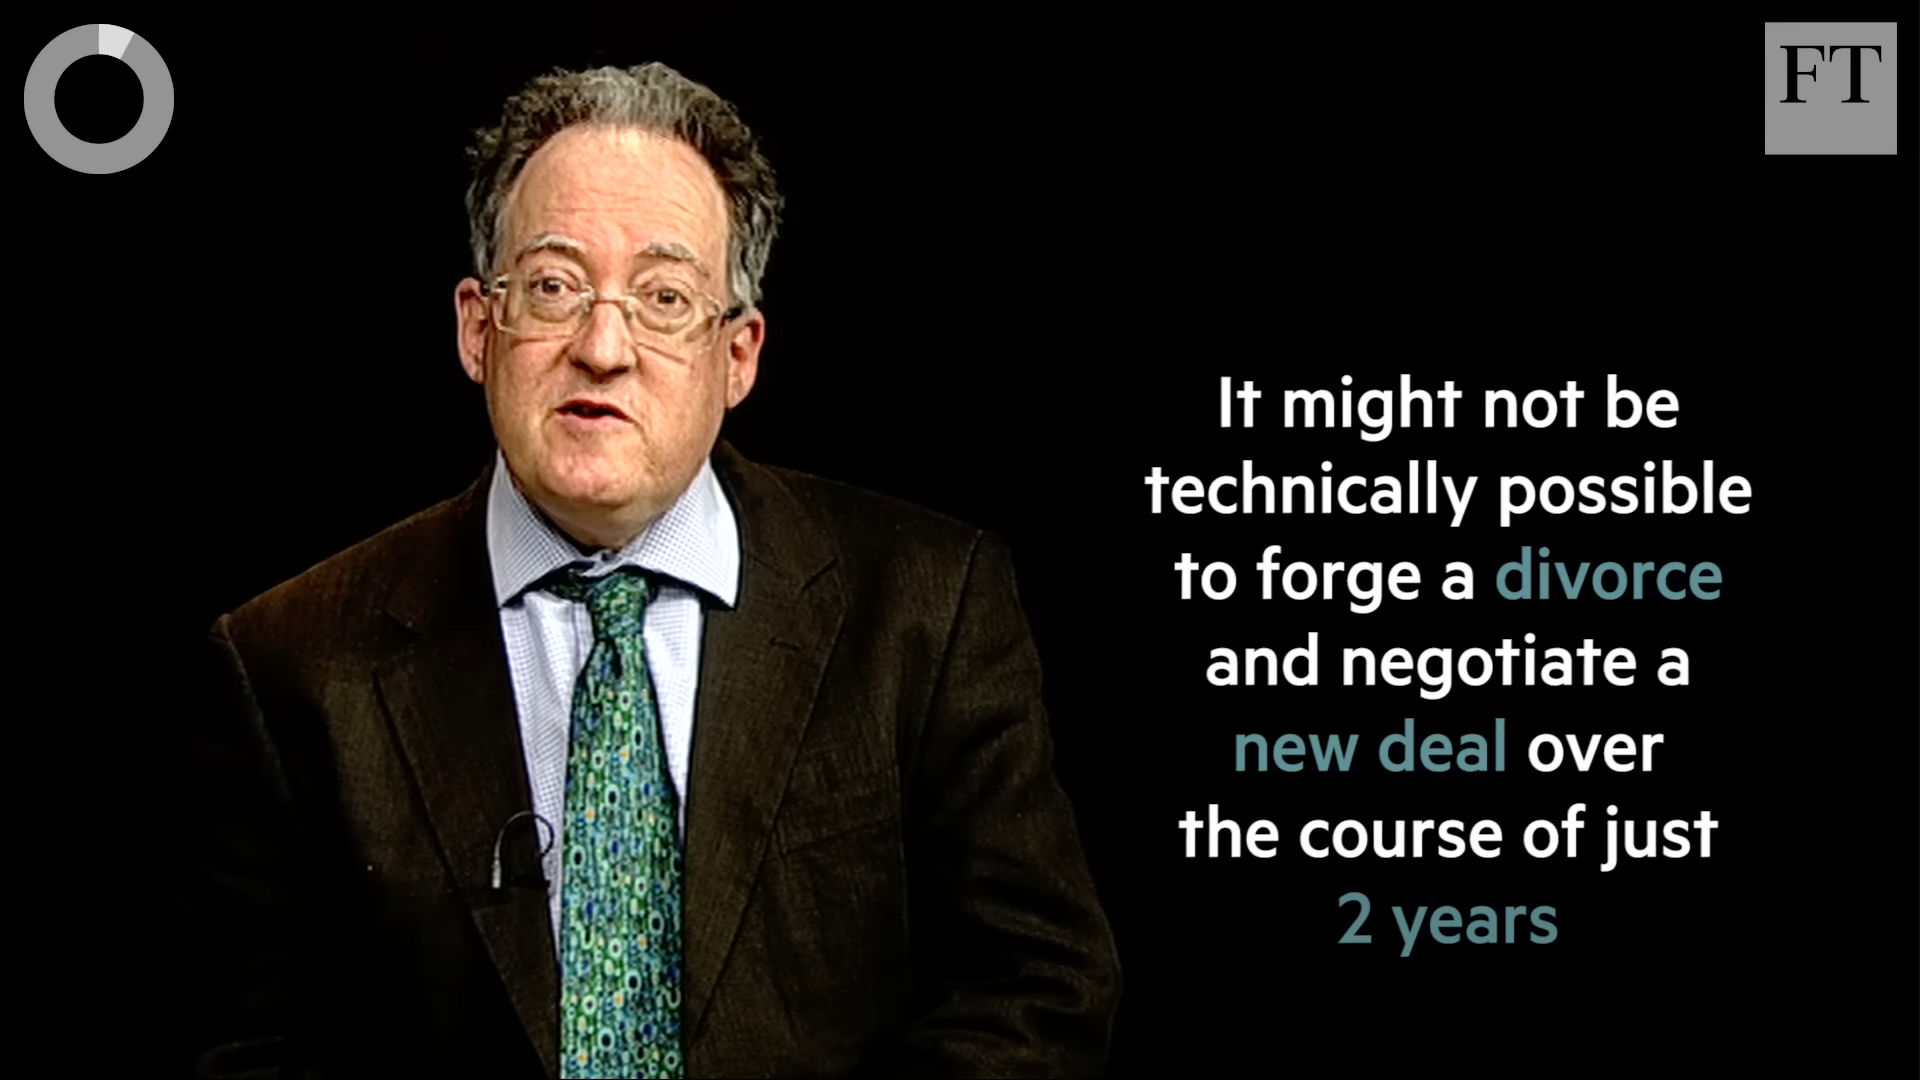 FT
It might not be
technically possible
to forge a divorce
and negotiate a
new deal over
the course of just
2 years